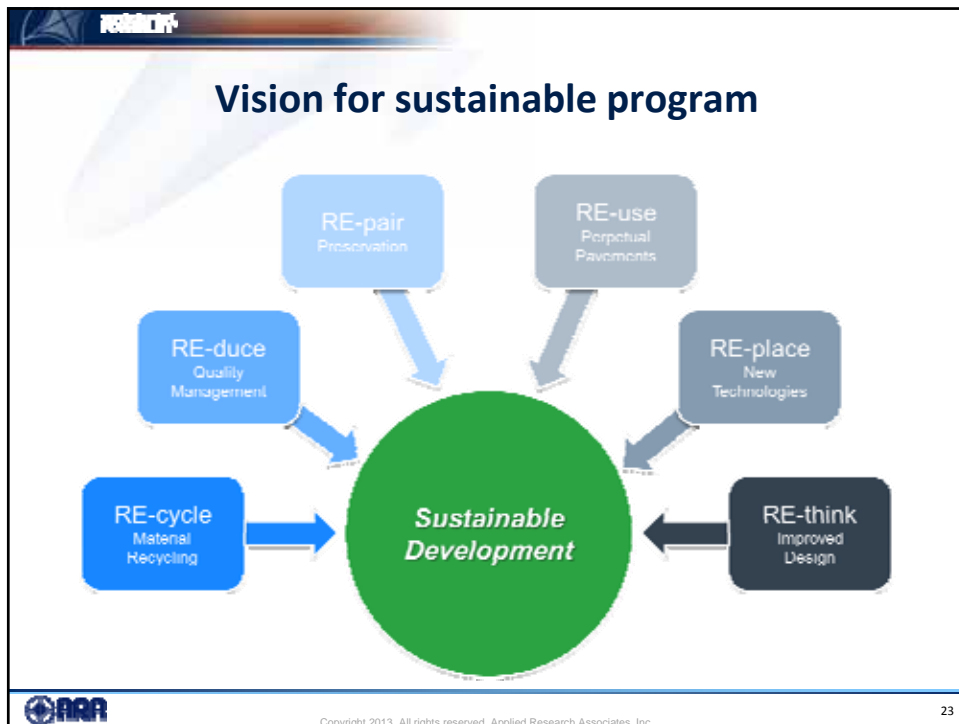 Vision for sustainable program
RE-pair
Preservation
RE-use
Perpetual
Pavements
RE-duce
Quality
Management
RE-place
New
Technologies
RE-cycle
Material
Recycling
Sustainable
Development
RE-think
Improved
Design
ARA
Copyright 2013. All rights reserved. Applied Research Associates, Inc.
23